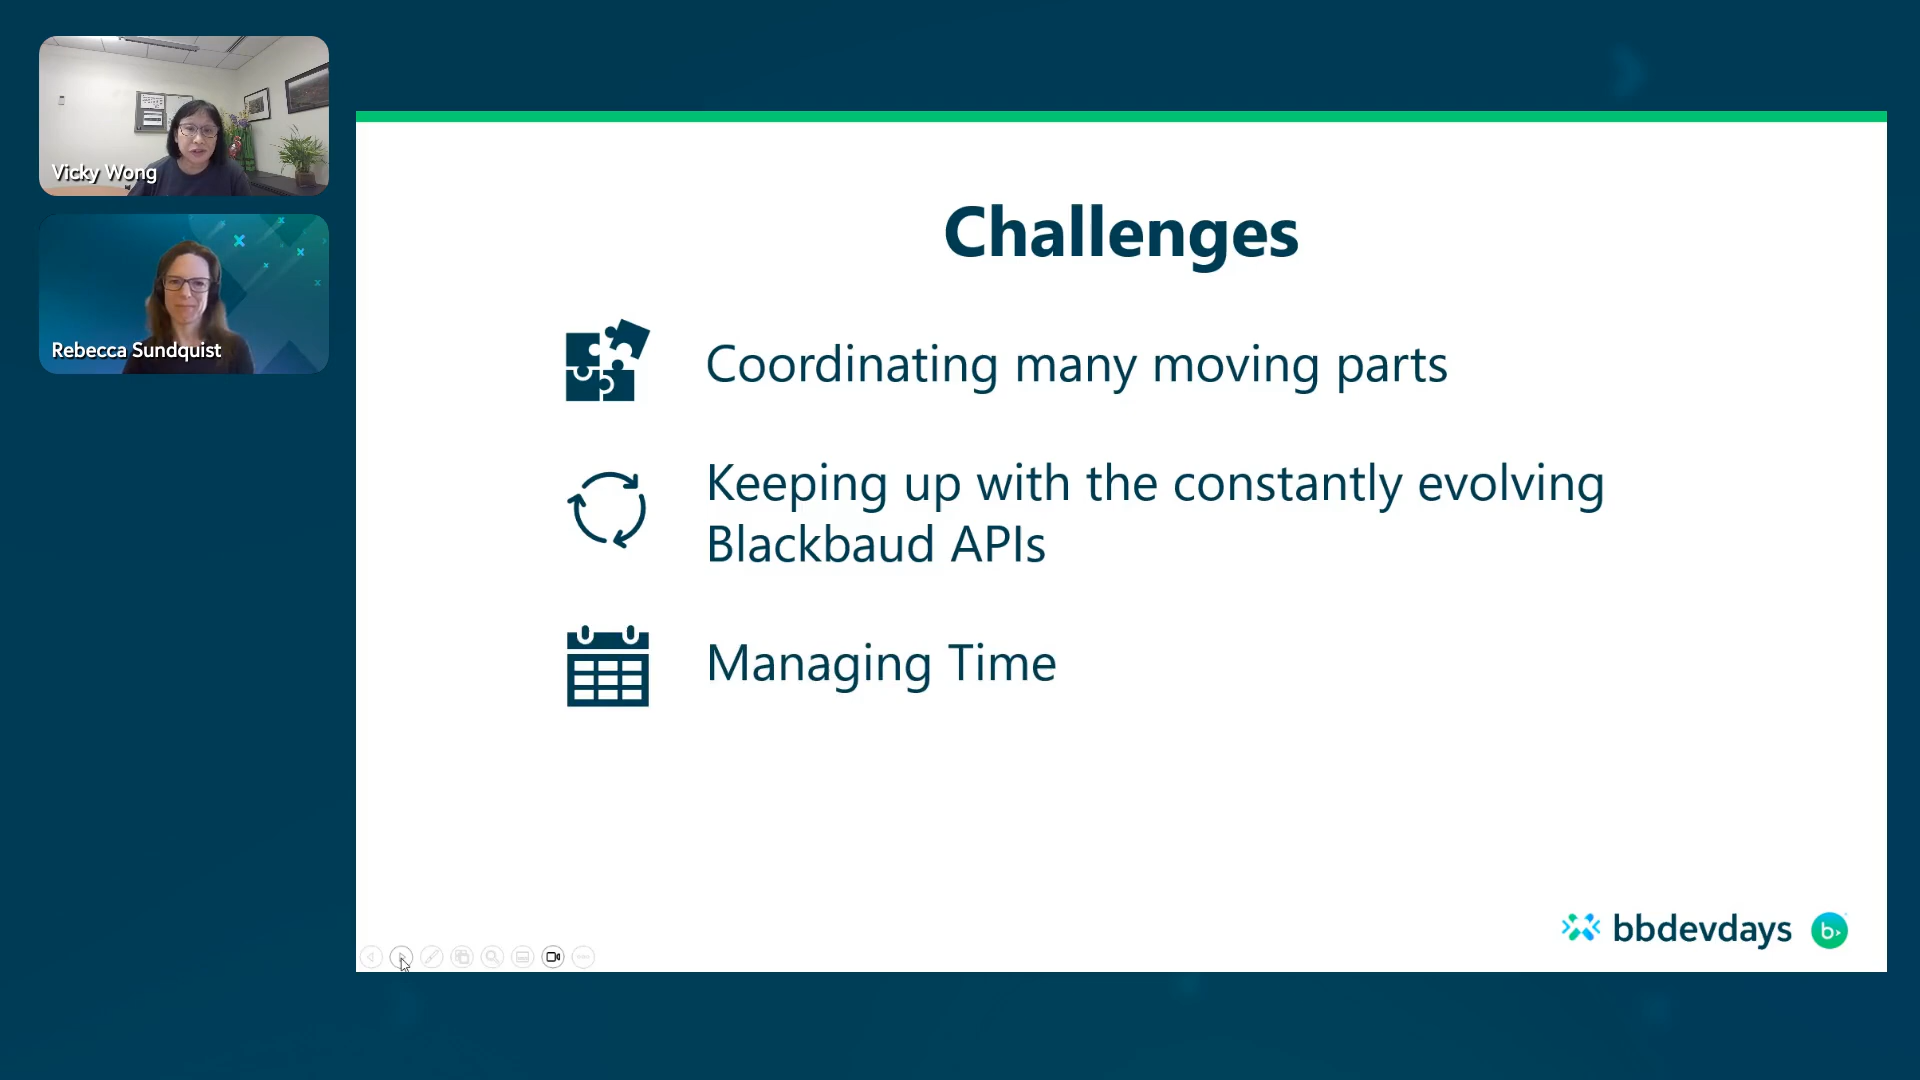 Vicky Wong
Rebecca Sundquist
Challenges
Coordinating many moving parts
Keeping up with the constantly evolving
Blackbaud APIs
Managing Time
bbdevdays
b›